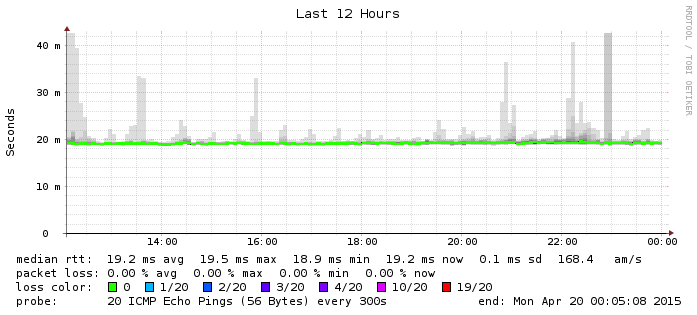 Last 12 Hours
RRDTOOL / TOBI OETIKER
Seconds
40 m
30 m
20 m
10 m
0
14:00 16:00 18:00 20:00 22:00 00:00
median rtt: 19.2 ms avg 19.5 ms max 18.9 ms min 19.2 ms now 0.1 ms sd 168.4 am/s
packet loss: 0.00 % avg 0.00 % max 0.00 % min 0.00 % now
loss color: 0 1/20 2/20 3/20 4/20 10/20 19/20
probe: 20 ICMP Echo Pings (56 Bytes) every 300s end: Mon Apr 20 00:05:08 2015